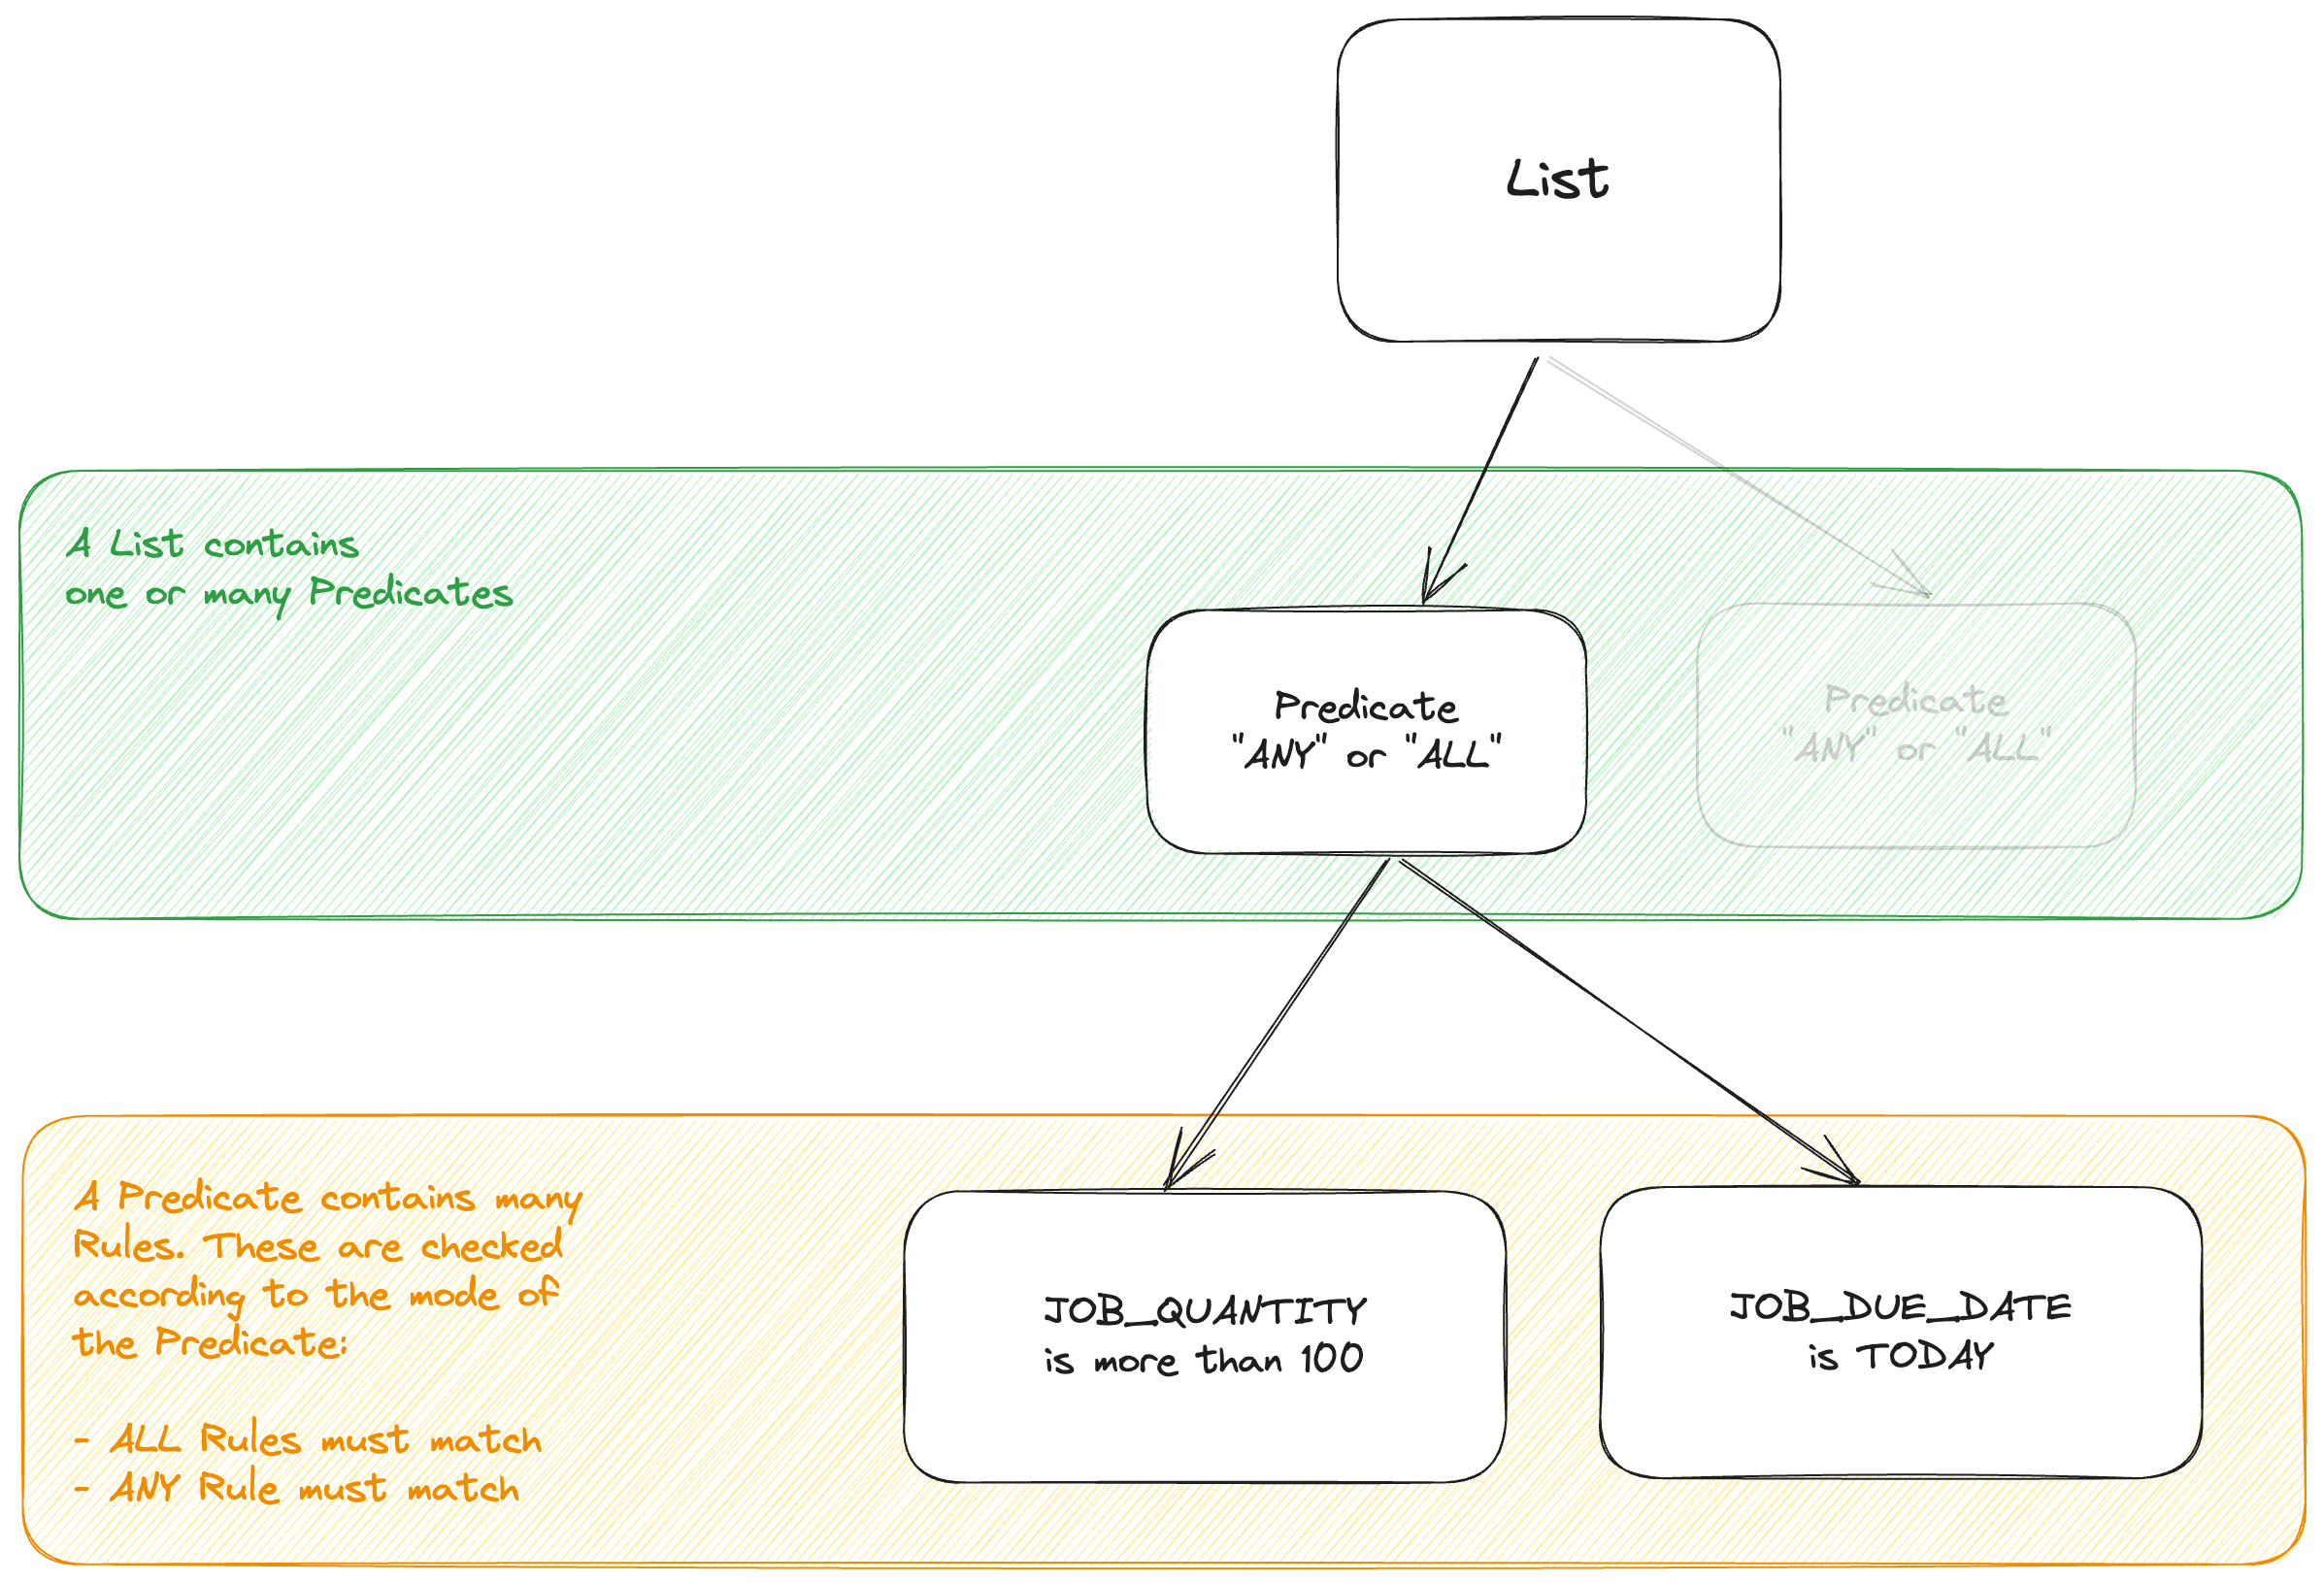 List
A List contains
one or many Predicates
Predicate
"ANY" or "ALL"
Predicate
"ANY" or "ALL"
A Predicate contains many
Rules. These are checked
according to the mode of
the Predicate:
- ALL Rules must match
- ANY Rule must match
JOB_QUANTITY
is more than 100
JOB_DUE_DATE
is TODAY